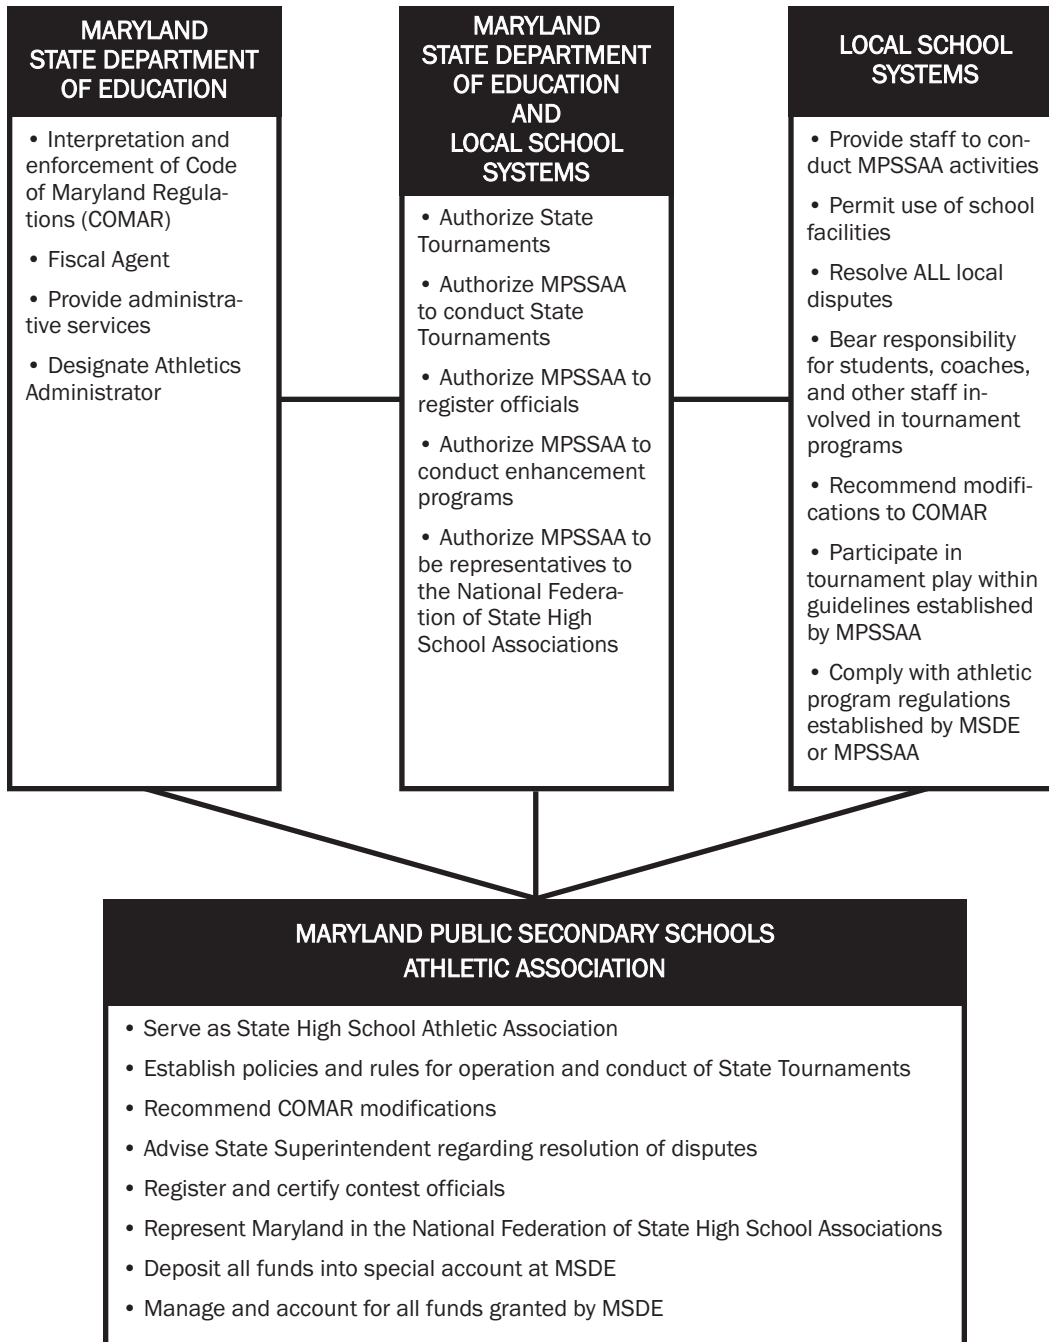 MARYLAND
STATE DEPARTMENT
OF EDUCATION
• Interpretation and
enforcement of Code
of Maryland Regula-
tions (COMAR)
• Fiscal Agent
• Provide administra-
tive services
• Designate Athletics
Administrator
MARYLAND
STATE DEPARTMENT
OF EDUCATION
AND
LOCAL SCHOOL
SYSTEMS
• Authorize State
Tournaments
• Authorize MPSSAA
to conduct State
Tournaments
• Authorize MPSSAA to
register officials
• Authorize MPSSAA to
conduct enhancement
programs
• Authorize MPSSAA to
be representatives to
the National Federa-
tion of State High
School Associations
LOCAL SCHOOL
SYSTEMS
• Provide staff to con-
duct MPSSAA activities
• Permit use of school
facilities
• Resolve ALL local
disputes
• Bear responsibility
for students, coaches,
and other staff in-
volved in tournament
programs
• Recommend modifi-
cations to COMAR
• Participate in
tournament play within
guidelines established
by MPSSAA
• Comply with athletic
program regulations
established by MSDE
or MPSSAA
MARYLAND PUBLIC SECONDARY SCHOOLS
ATHLETIC ASSOCIATION
• Serve as State High School Athletic Association
• Establish policies and rules for operation and conduct of State Tournaments
• Recommend COMAR modifications
• Advise State Superintendent regarding resolution of disputes
• Register and certify contest officials
• Represent Maryland in the National Federation of State High School Associations
• Deposit all funds into special account at MSDE
• Manage and account for all funds granted by MSDE